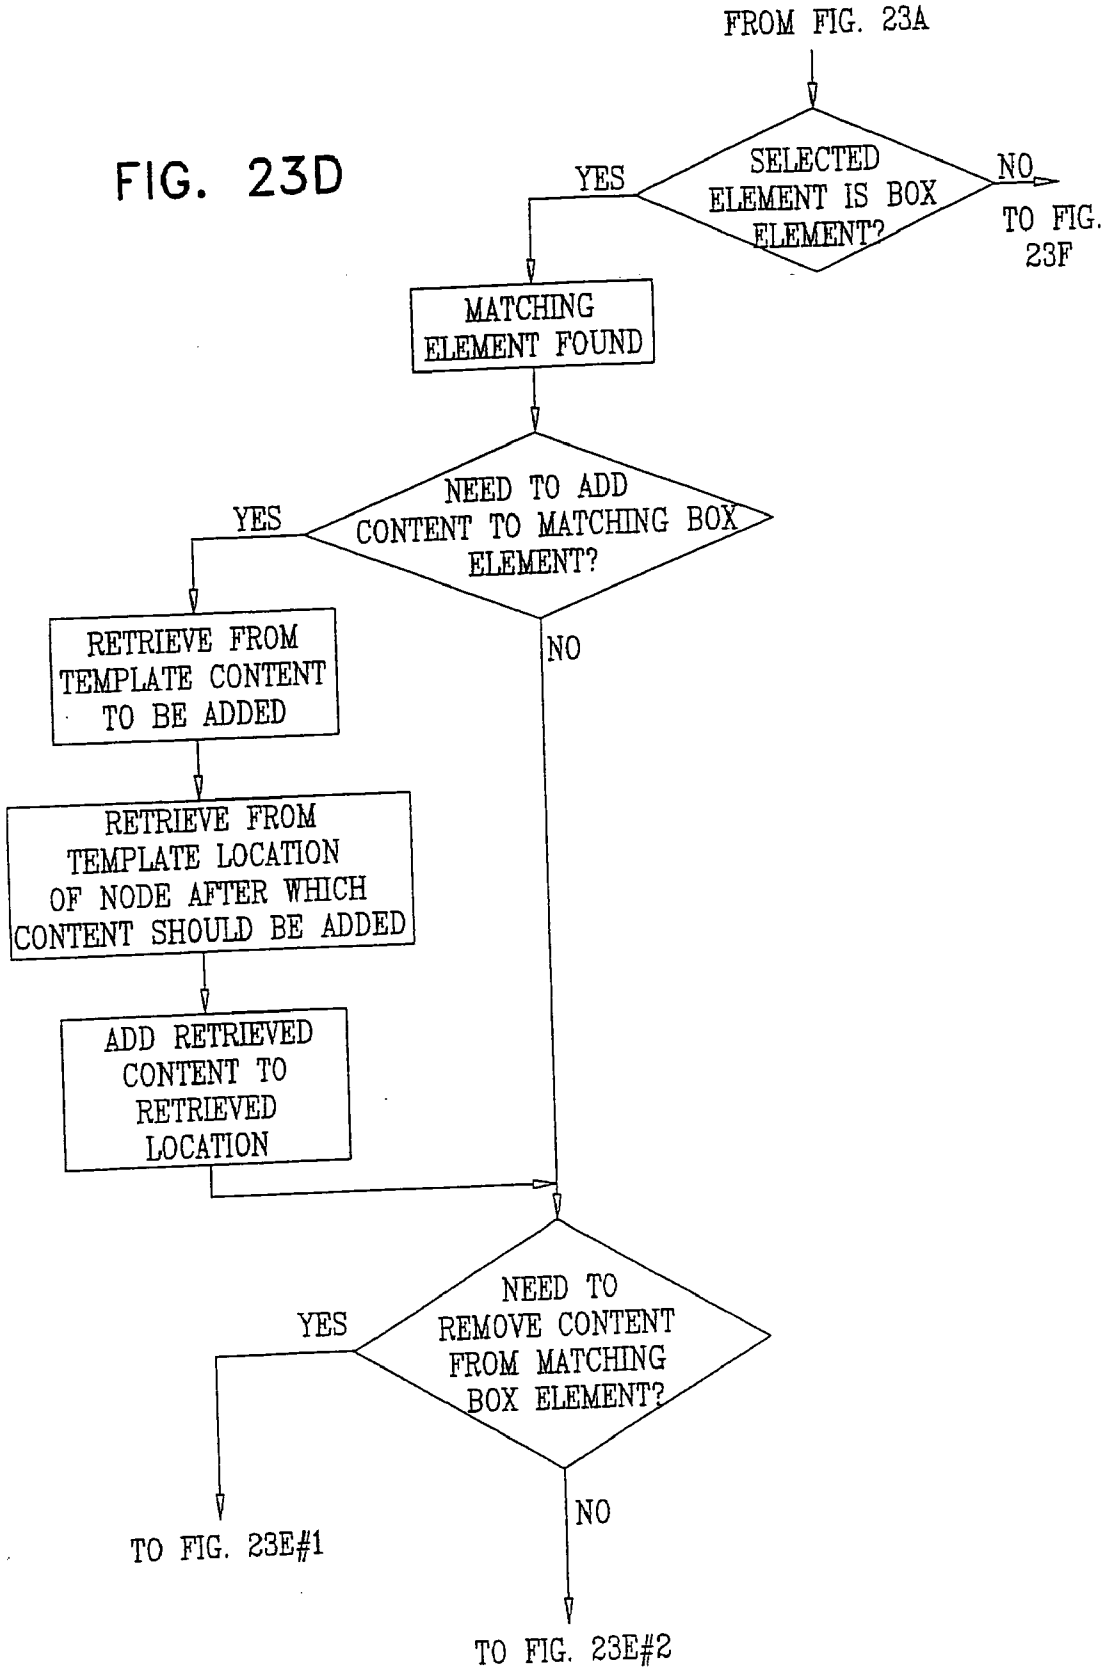 FROM FIG. 23A
FIG. 23D
SELECTED
ELEMENT IS BOX
ELEMENT?
YES
NO
TO FIG.
23F
MATCHING
ELEMENT FOUND
NEED TO ADD
CONTENT TO MATCHING BOX
ELEMENT?
YES
NO
RETRIEVE FROM
TEMPLATE CONTENT
TO BE ADDED
RETRIEVE FROM
TEMPLATE LOCATION
OF NODE AFTER WHICH
CONTENT SHOULD BE ADDED
ADD RETRIEVED
CONTENT TO
RETRIEVED
LOCATION
NEED TO
REMOVE CONTENT
FROM MATCHING
BOX ELEMENT?
YES
NO
TO FIG. 23E#1
TO FIG. 23E#2